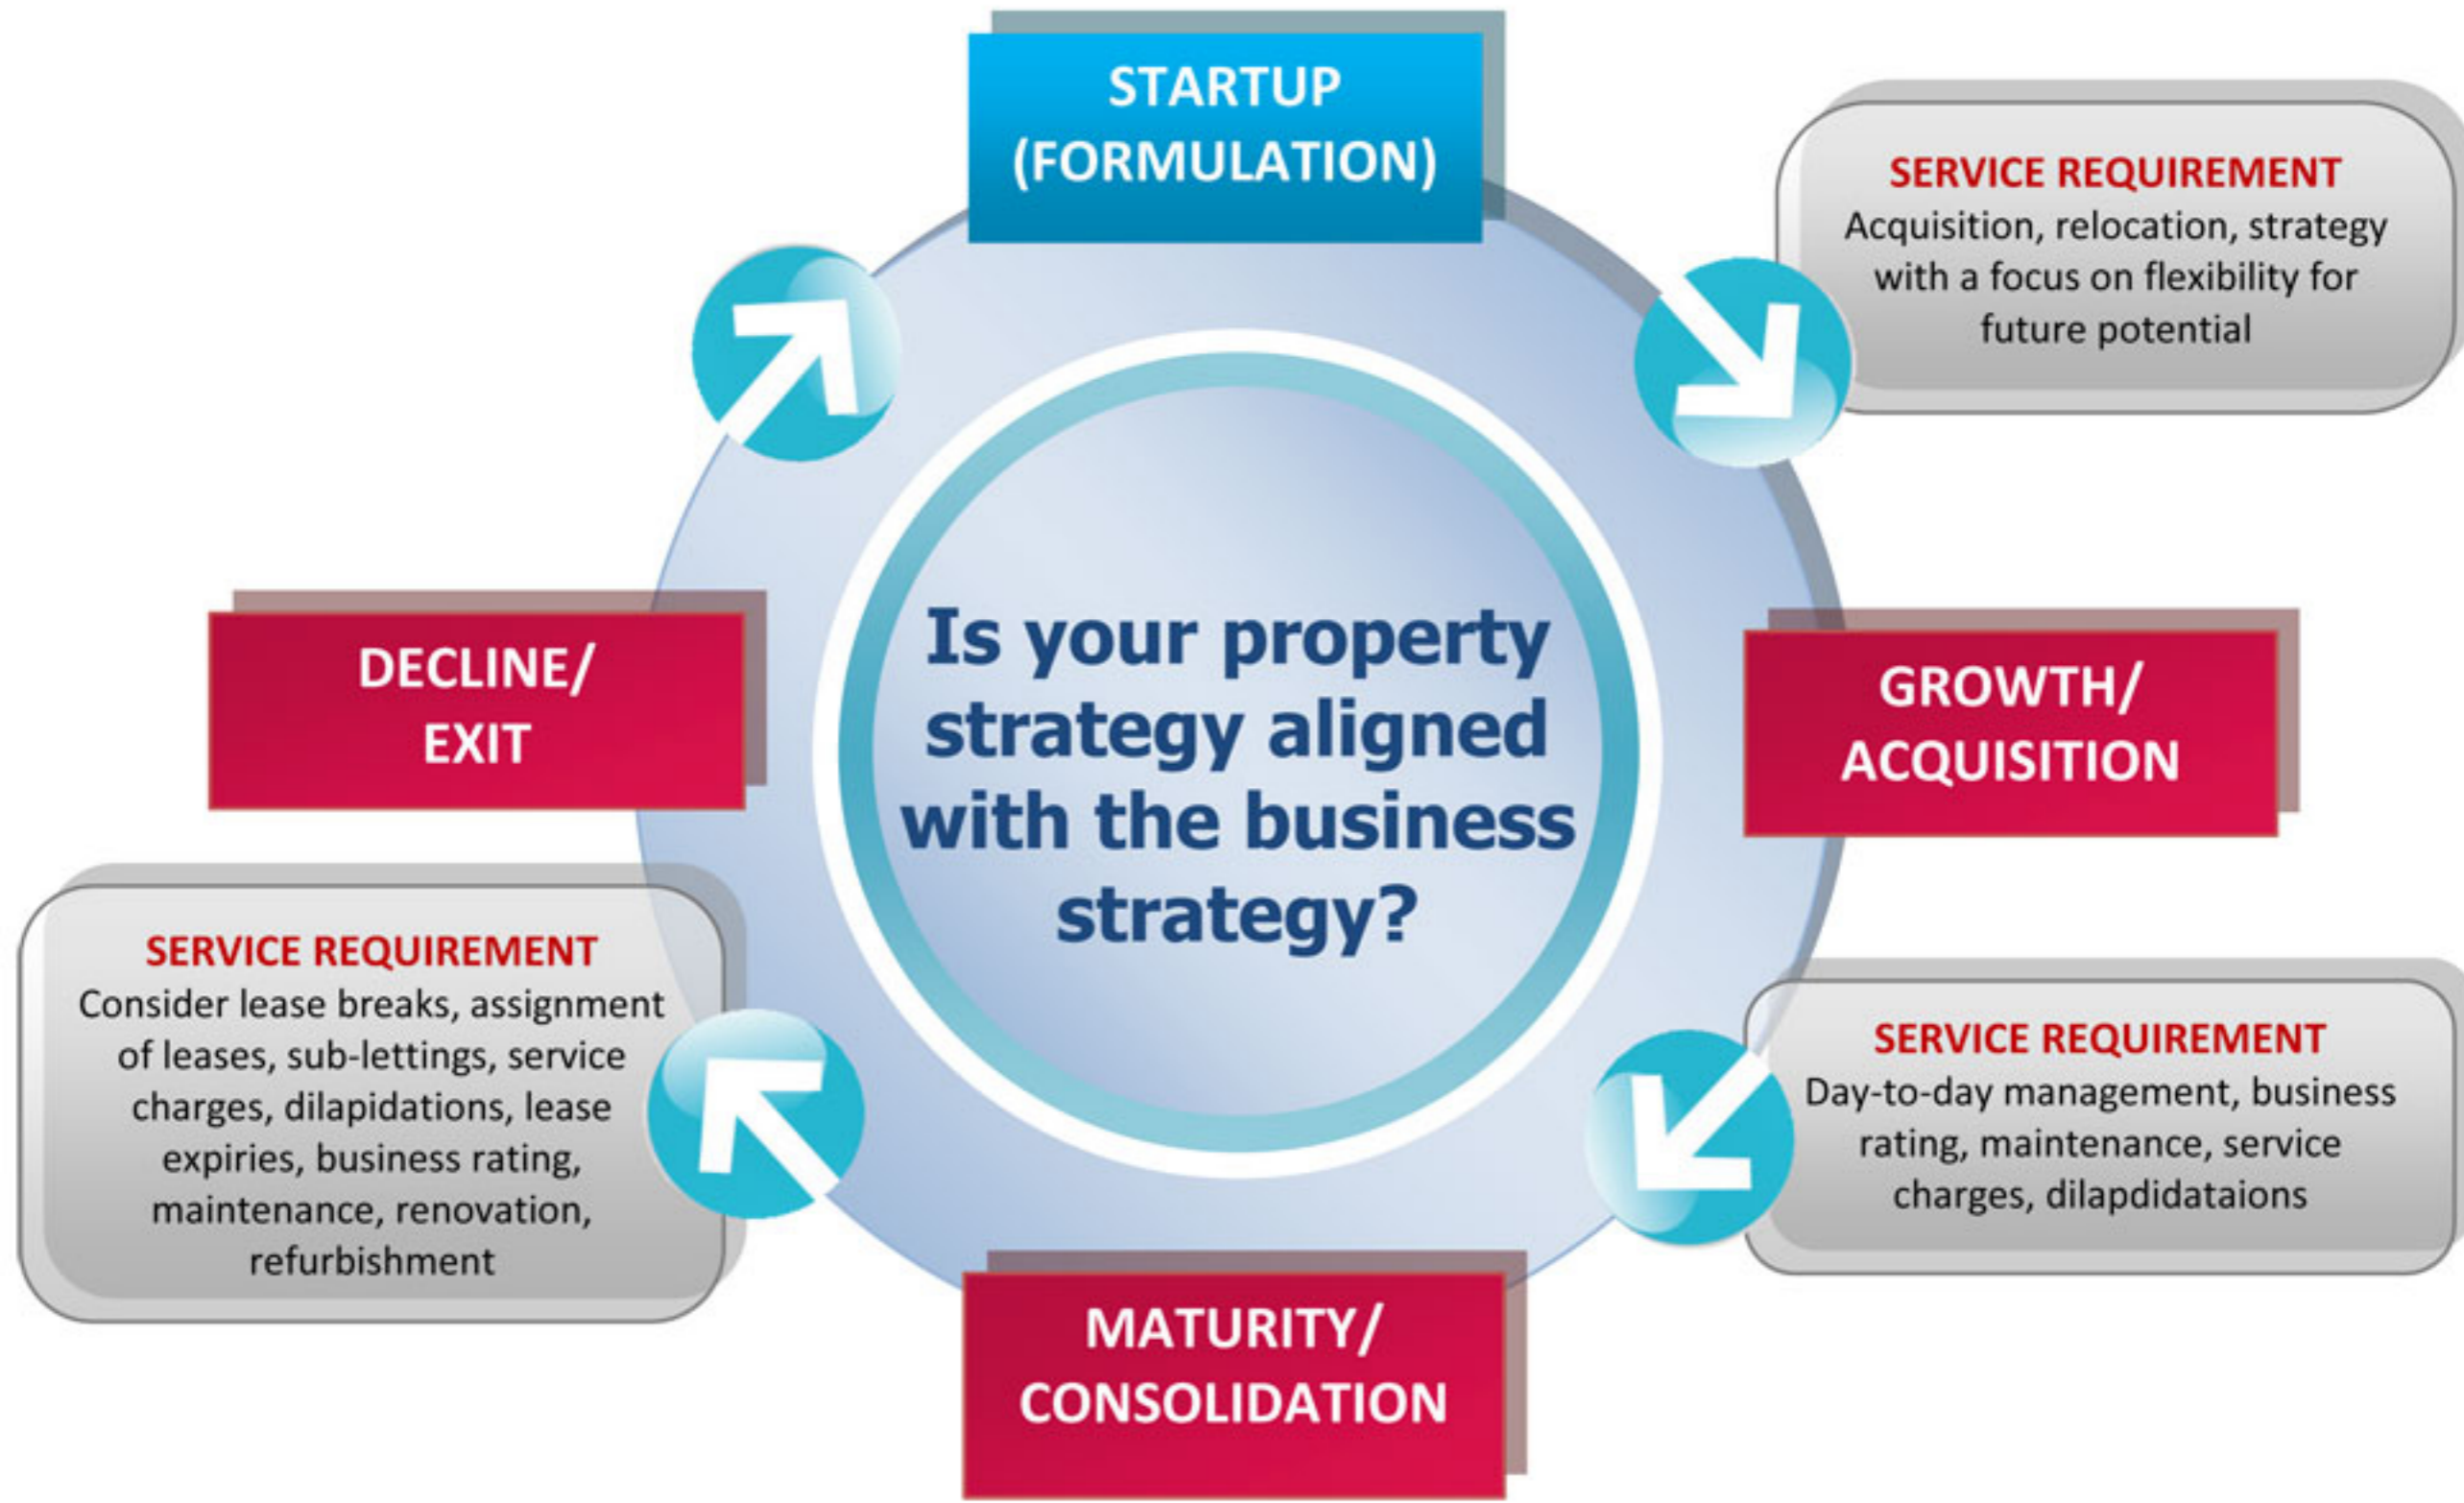 STARTUP
(FORMULATION)
SERVICE REQUIREMENT
Acquisition, relocation, strategy
with a focus on flexibility for
future potential
DECLINE/
EXIT
Is your property
strategy aligned
with the business
strategy?
GROWTH/
ACQUISITION
SERVICE REQUIREMENT
Consider lease breaks, assignment
of leases, sub-lettings, service
charges, dilapidations, lease
expiries, business rating,
maintenance, renovation,
refurbishment
SERVICE REQUIREMENT
Day-to-day management, business
rating, maintenance, service
charges, dilapdidataions
MATURITY/
CONSOLIDATION